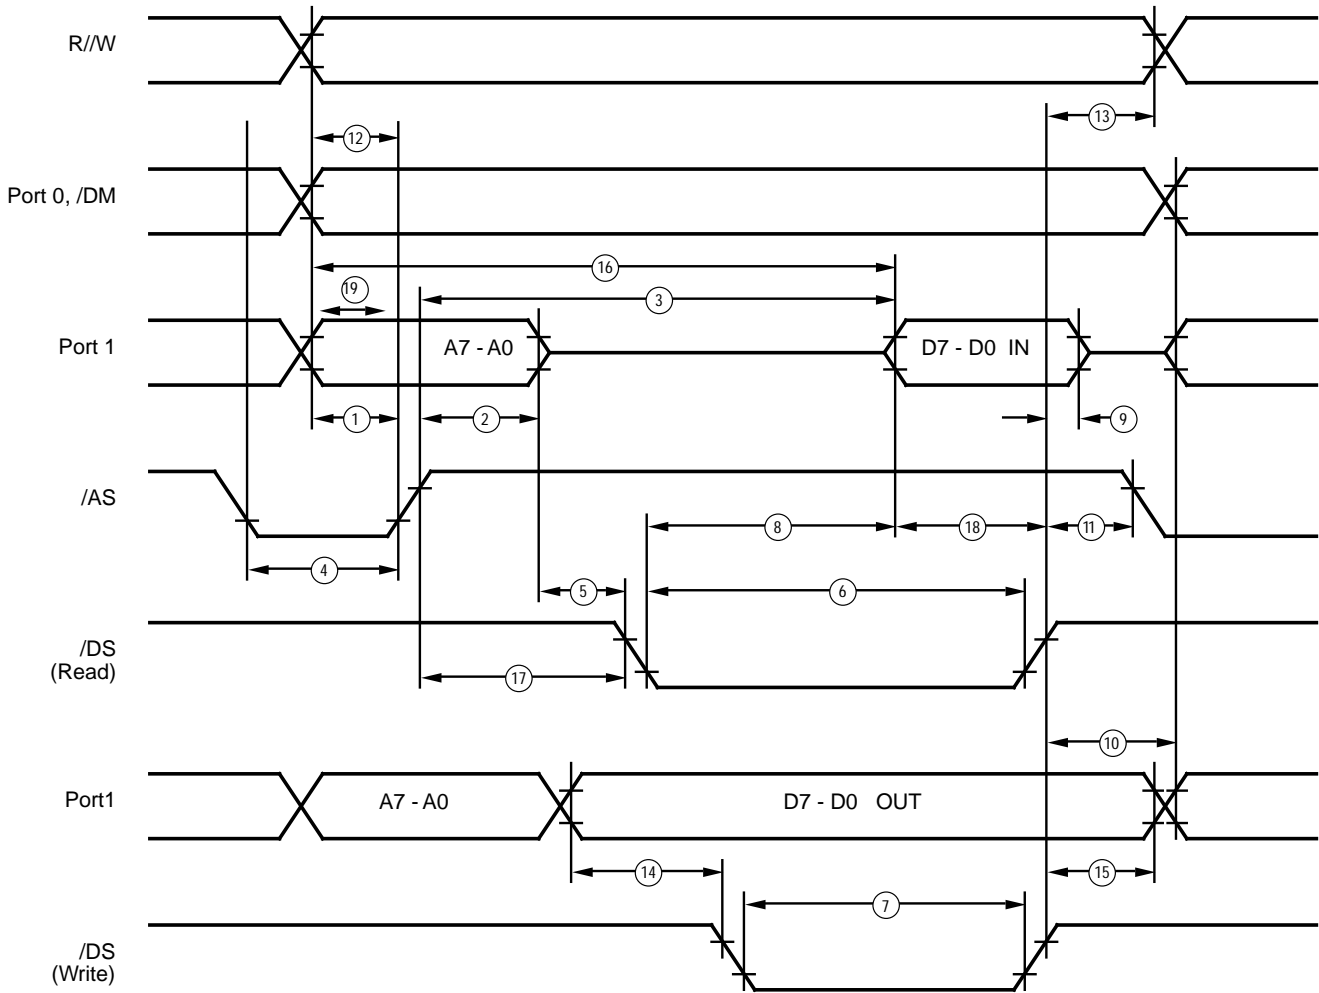 R//W
13
12
Port 0, /DM
16
19
3
Port 1
A7 - A0
D7 - D0 IN
1
2
9
/AS
8
18
11
4
5
6
/DS
(Read)
17
10
Port1
A7 - A0
D7 - D0 OUT
14
15
7
/DS
(Write)